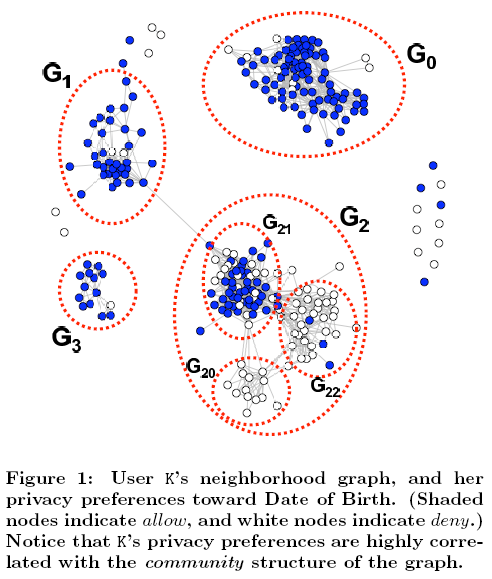 G1
G0
G21
G2
G3
G20
G22
Figure 1: User K's neighborhood graph, and her
privacy preferences toward Date of Birth. (Shaded
nodes indicate allow, and white nodes indicate deny.)
Notice that K's privacy preferences are highly corre-
lated with the community structure of the graph.